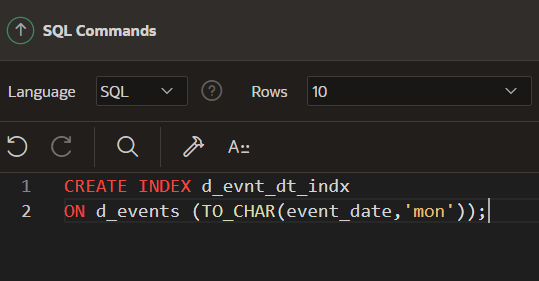 SQL Commands
Language SQL Rows 10
A::
1 CREATE INDEX d_evnt_dt_indx
2 ON d_events (TO_CHAR(event_date,'mon'));